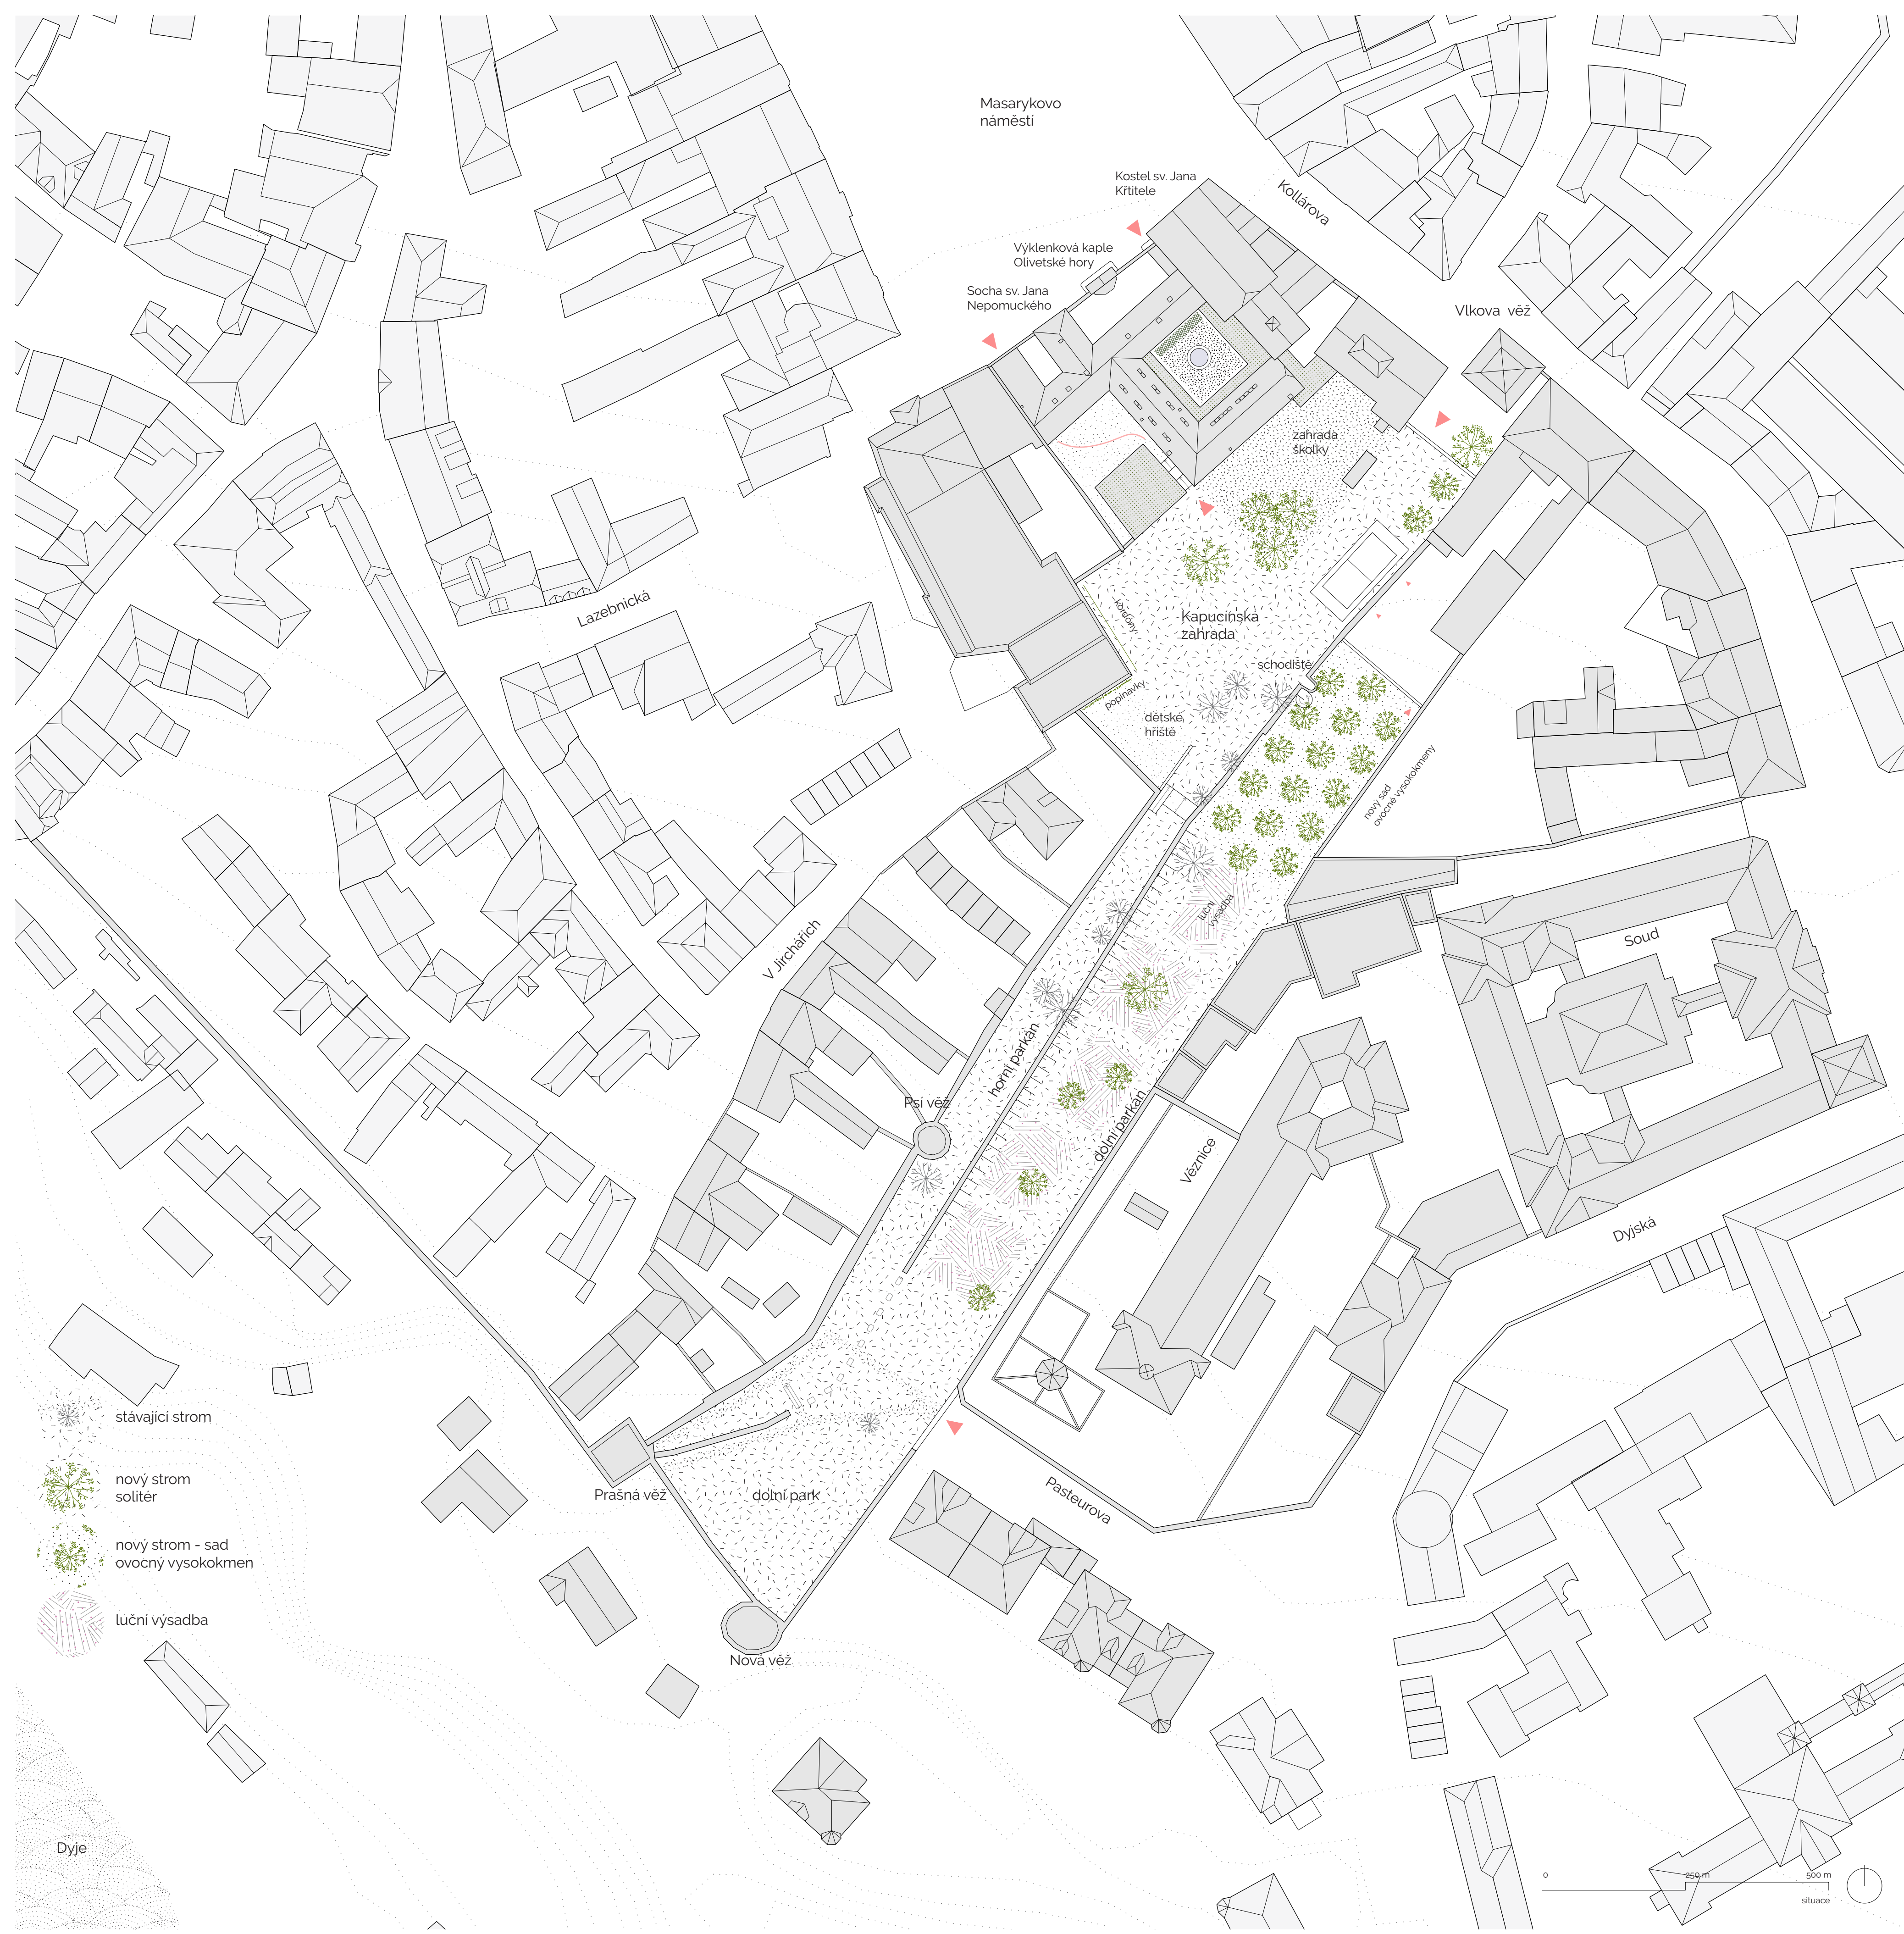 Masarykovo
náměstí
Kostel sv. Jana
Křtitele
Kollárova
Výklenková kaple
Olivetské hory
Socha sv. Jana
Nepomuckého
Vlkova věž
zahrada
školky
Lazebnická
kordony
Kapucínská
zahrada
schodiště
popínavky
dětské
hřiště
nový sad
ovocné vysokokmeny
luční
výsadba
V Jirchářích
Soud
horní parkán
Psí věž
dolní parkán
Věznice
Dyjská
stávající strom
nový strom
solitér
Prašná věž
dolní park
Pasteurova
nový strom - sad
ovocný vysokokmen
luční výsadba
Nová věž
Dyje
0
250 m
500 m
situace